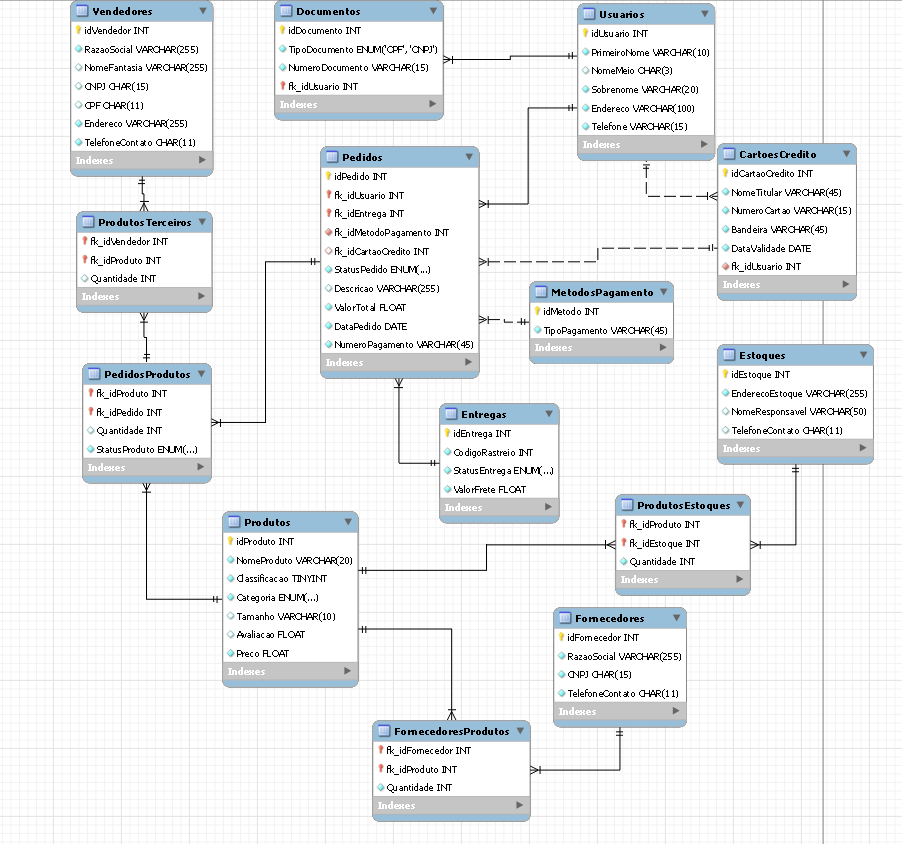 Vendedores
idVendedor INT
RazaoSocial VARCHAR(255)
NomeFantasia VARCHAR(255)
CNPJ CHAR(15)
CPF CHAR(11)
Endereco VARCHAR(255)
TelefoneContato CHAR(11)
Indexes
Documentos
idDocumento INT
TipoDocumento ENUM('CPF', 'CNPJ')
NumeroDocumento VARCHAR(15)
fk_idUsuario INT
Indexes
Usuarios
idUsuario INT
PrimeiroNome VARCHAR(10)
NomeMeio CHAR(3)
Sobrenome VARCHAR(20)
Endereco VARCHAR(100)
Telefone VARCHAR(15)
Indexes
Pedidos
idPedido INT
fk_idUsuario INT
fk_idEntrega INT
fk_idMetodoPagamento INT
fk_idCartaoCredito INT
StatusPedido ENUM(...)
Descricao VARCHAR(255)
ValorTotal FLOAT
DataPedido DATE
NumeroPagamento VARCHAR(45)
Indexes
CartoesCredito
idCartaoCredito INT
NomeTitular VARCHAR(45)
NumeroCartao VARCHAR(15)
Bandeira VARCHAR(45)
DataValidade DATE
fk_idUsuario INT
Indexes
ProdutosTerceiros
fk_idVendedor INT
fk_idProduto INT
Quantidade INT
Indexes
MetodosPagamento
idMetodo INT
TipoPagamento VARCHAR(45)
Indexes
Estoques
idEstoque INT
EnderecoEstoque VARCHAR(255)
NomeResponsavel VARCHAR(50)
TelefoneContato CHAR(11)
Indexes
PedidosProdutos
fk_idProduto INT
fk_idPedido INT
Quantidade INT
StatusProduto ENUM(...)
Indexes
Entregas
idEntrega INT
CodigoRastreio INT
StatusEntrega ENUM(...)
ValorFrete FLOAT
Indexes
ProdutosEstoques
fk_idProduto INT
fk_idEstoque INT
Quantidade INT
Indexes
Produtos
idProduto INT
NomeProduto VARCHAR(20)
Classificacao TINYINT
Categoria ENUM(...)
Tamanho VARCHAR(10)
Avaliacao FLOAT
Preco FLOAT
Indexes
Fornecedores
idFornecedor INT
RazaoSocial VARCHAR(255)
CNPJ CHAR(15)
TelefoneContato CHAR(11)
Indexes
FornecedoresProdutos
fk_idFornecedor INT
fk_idProduto INT
Quantidade INT
Indexes